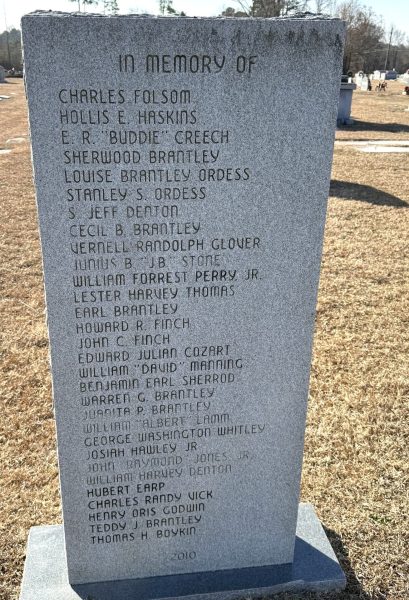 IN MEMORY OF
CHARLES FOLSOM
HOLLIS E. HASKINS
E. R. "BUDDIE" CREECH
SHERWOOD BRANTLEY
LOUISE BRANTLEY ORDESS
STANLEY S. ORDESS
S. JEFF DENTON
CECIL B. BRANTLEY
VERNELL RANDOLPH GLOVER
JUNIUS B. "J.B." STONE
WILLIAM FORREST PERRY, JR.
LESTER HARVEY THOMAS
EARL BRANTLEY
HOWARD R. FINCH
JOHN C. FINCH
EDWARD JULIAN COZART
WILLIAM "DAVID" MANNING
BENJAMIN EARL SHERROD
WARREN G. BRANTLEY
JUANITA P. BRANTLEY
WILLIAM "ALBERT" LAMM
GEORGE WASHINGTON WHITLEY
JOSIAH HAWLEY JR.
JOHN "RAYMOND" JONES, JR.
WILLIAM HARVEY DENTON
HUBERT EARP
CHARLES RANDY VICK
HENRY ORIS GODWIN
TEDDY J. BRANTLEY
THOMAS H. BOYKIN
2010